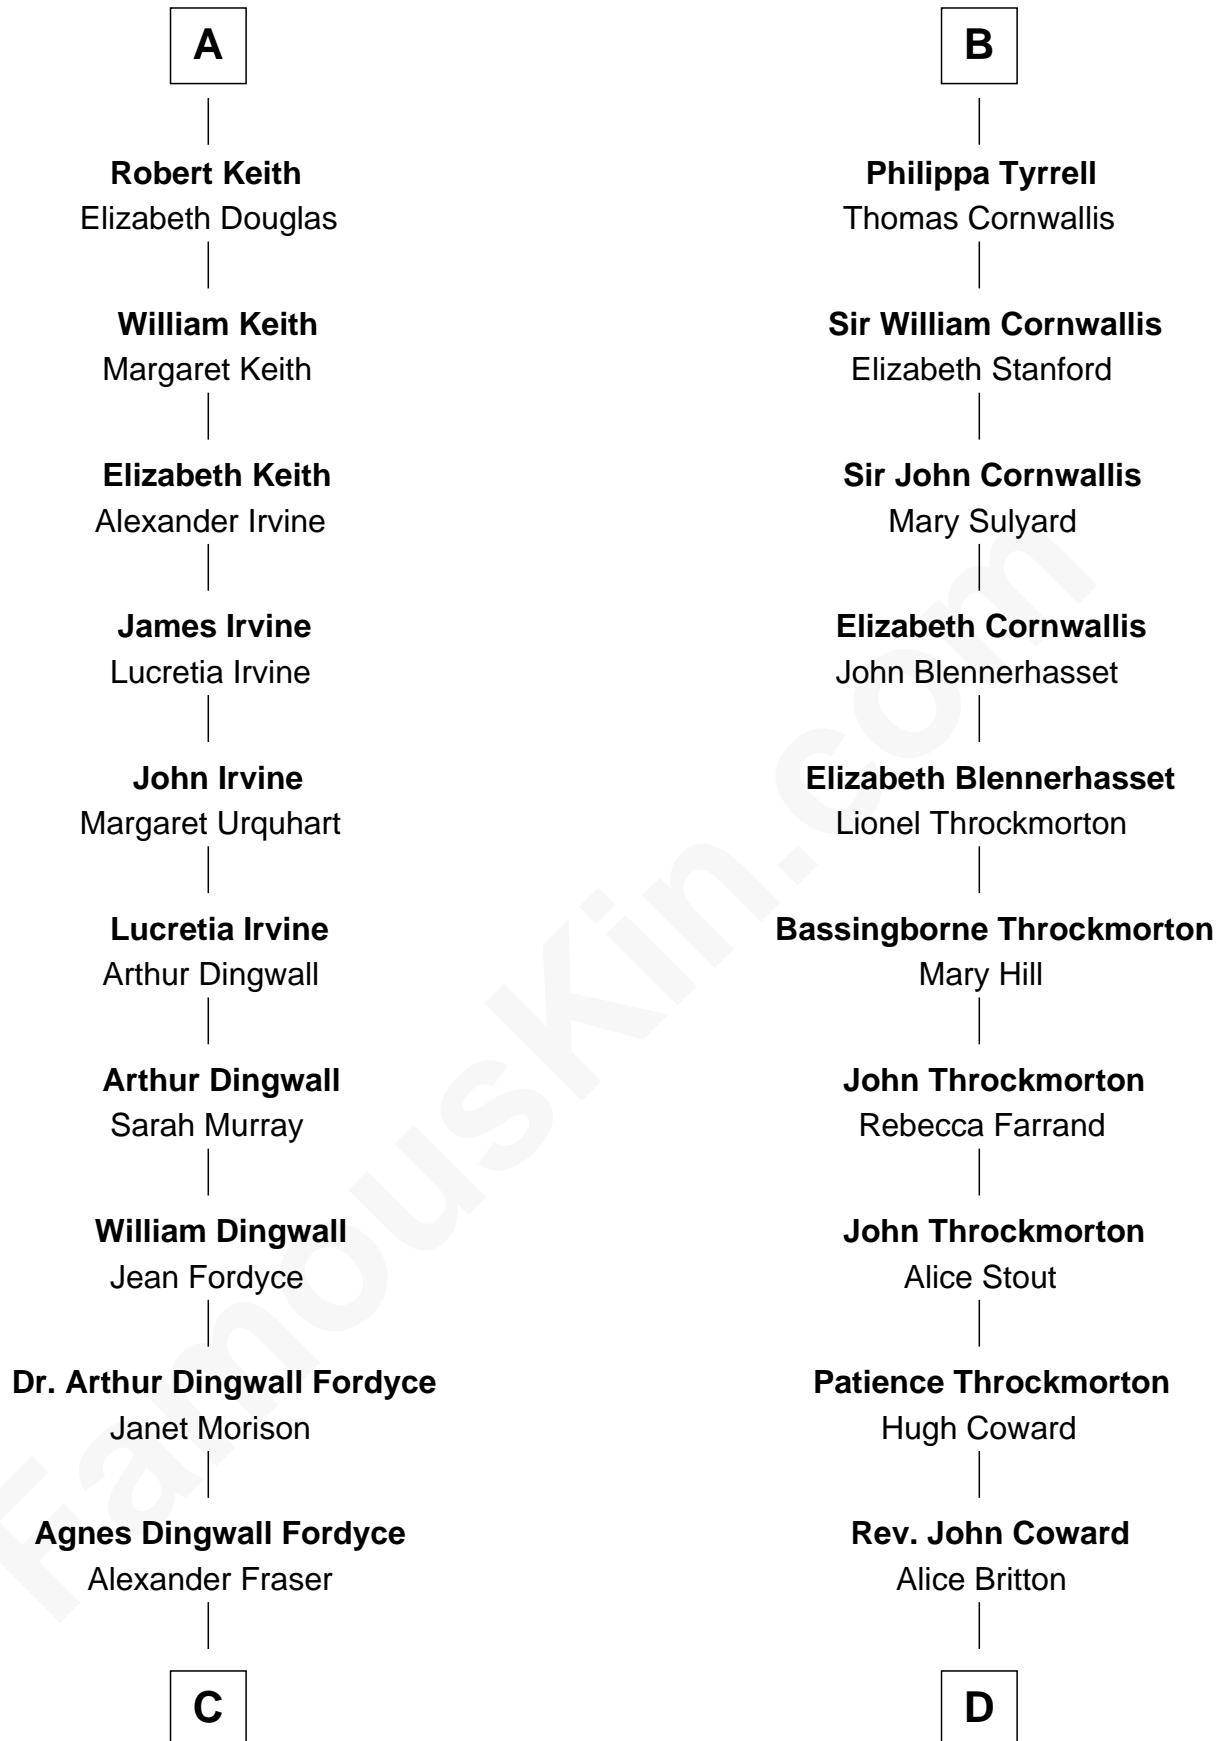 A
Robert Keith
Elizabeth Douglas
William Keith
Margaret Keith
Elizabeth Keith
Alexander Irvine
James Irvine
Lucretia Irvine
John Irvine
Margaret Urquhart
Lucretia Irvine
Arthur Dingwall
Arthur Dingwall
Sarah Murray
William Dingwall
Jean Fordyce
Dr. Arthur Dingwall Fordyce
Janet Morison
Agnes Dingwall Fordyce
Alexander Fraser
C
B
Philippa Tyrrell
Thomas Cornwallis
Sir William Cornwallis
Elizabeth Stanford
Sir John Cornwallis
Mary Sulyard
Elizabeth Cornwallis
John Blennerhasset
Elizabeth Blennerhasset
Lionel Throckmorton
Bassingborne Throckmorton
Mary Hill
John Throckmorton
Rebecca Farrand
John Throckmorton
Alice Stout
Patience Throckmorton
Hugh Coward
Rev. John Coward
Alice Britton
D
FamousKin.com